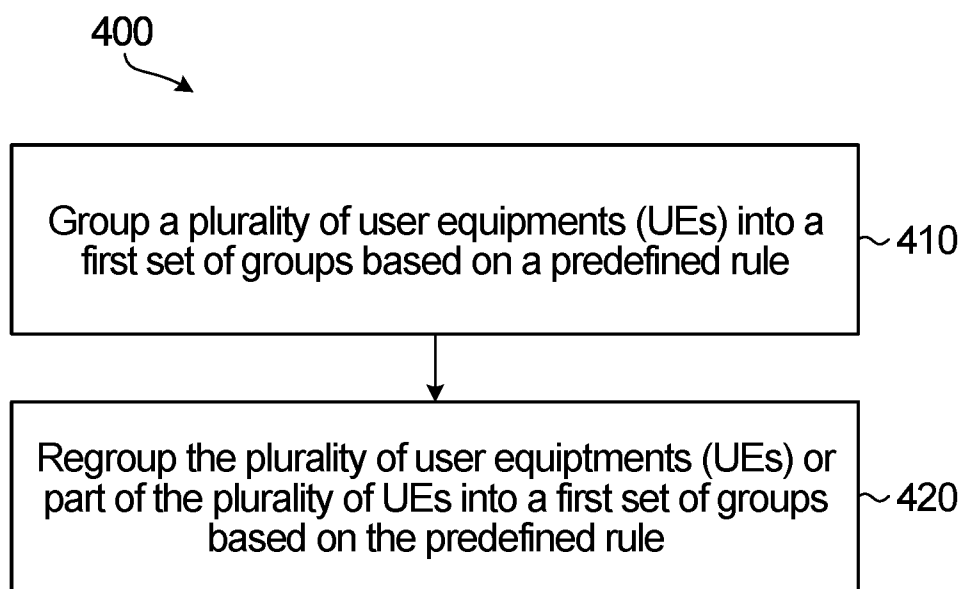 400
Group a plurality of user equipments (UEs) into a
first set of groups based on a predefined rule
410
Regroup the plurality of user equiptments (UEs) or
part of the plurality of UEs into a first set of groups
based on the predefined rule
420